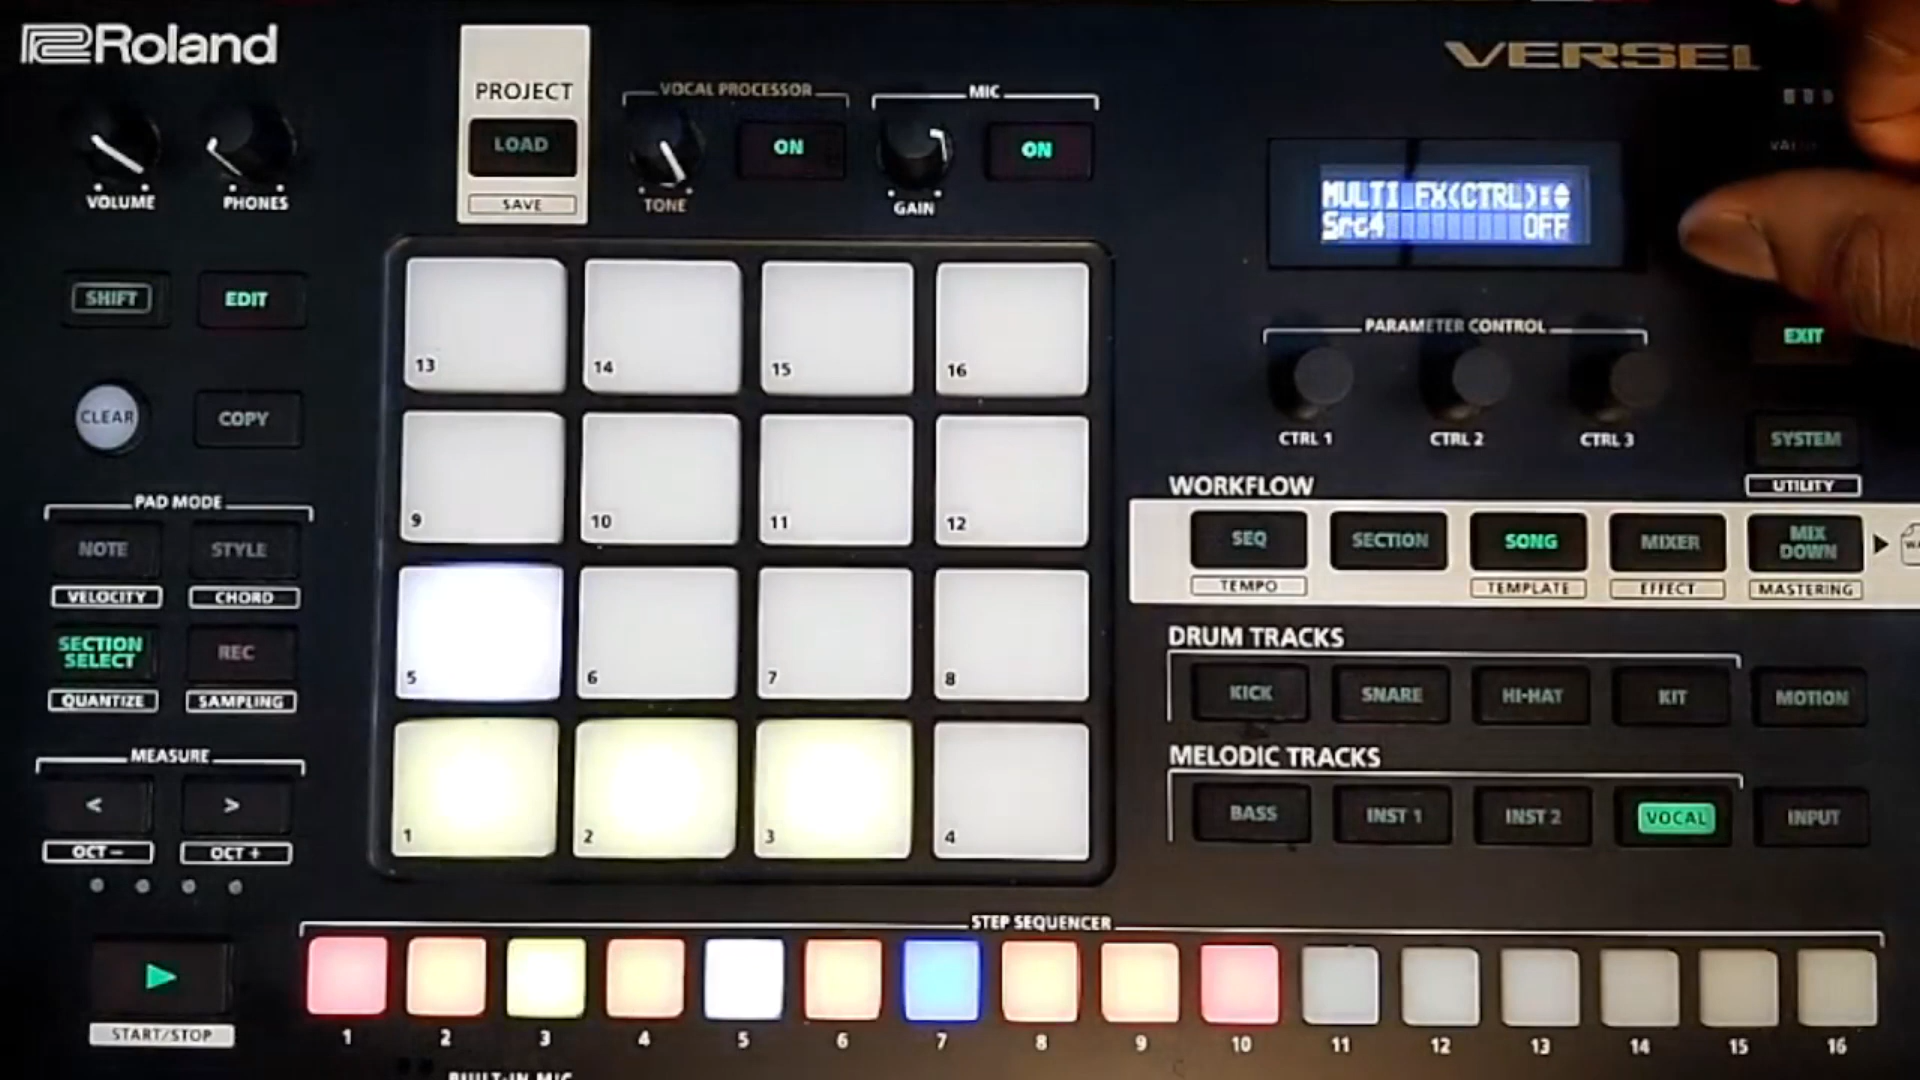 Roland
VERSEL
PROJECT
LOAD
SAVE
VOCAL PROCESSOR
ON
TONE
MIC
ON
GAIN
VOLUME
PHONES
MULTI FX(CTRL):
Src4 OFF
SHIFT
EDIT
CLEAR
COPY
PARAMETER CONTROL
CTRL 1
CTRL 2
CTRL 3
EXIT
SYSTEM
UTILITY
PAD MODE
NOTE
STYLE
VELOCITY
CHORD
SECTION SELECT
REC
QUANTIZE
SAMPLING
MEASURE
<
>
OCT −
OCT +
START/STOP
13
14
15
16
9
10
11
12
5
6
7
8
1
2
3
4
WORKFLOW
SEQ
SECTION
SONG
MIXER
MIX DOWN
TEMPO
TEMPLATE
EFFECT
MASTERING
DRUM TRACKS
KICK
SNARE
HI-HAT
KIT
MOTION
MELODIC TRACKS
BASS
INST 1
INST 2
VOCAL
INPUT
STEP SEQUENCER
1 2 3 4 5 6 7 8 9 10 11 12 13 14 15 16
BUILT-IN MIC